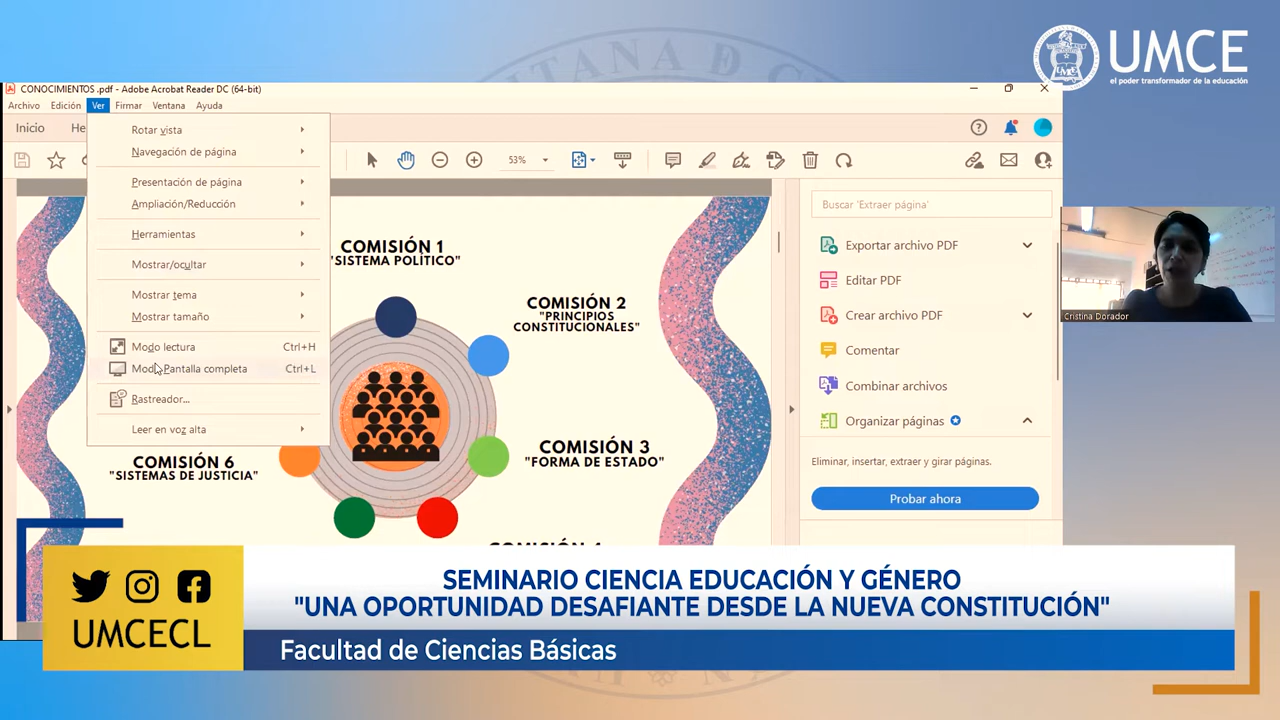 UMCE
el poder transformador de la educación
CONOCIMIENTOS .pdf - Adobe Acrobat Reader DC (64-bit)
Archivo Edición Ver Firmar Ventana Ayuda
Inicio He
53%
Rotar vista
Navegación de página
Presentación de página
Ampliación/Reducción
Herramientas
Mostrar/ocultar
Mostrar tema
Mostrar tamaño
Modo lectura Ctrl+H
Modo Pantalla completa Ctrl+L
Rastreador...
Leer en voz alta
COMISIÓN 1
"SISTEMA POLÍTICO"
COMISIÓN 2
"PRINCIPIOS
CONSTITUCIONALES"
COMISIÓN 3
"FORMA DE ESTADO"
COMISIÓN 6
"SISTEMAS DE JUSTICIA"
Buscar 'Extraer página'
Exportar archivo PDF
Editar PDF
Crear archivo PDF
Comentar
Combinar archivos
Organizar páginas
Eliminar, insertar, extraer y girar páginas.
Probar ahora
Cristina Dorador
UMCECL
SEMINARIO CIENCIA EDUCACIÓN Y GÉNERO
"UNA OPORTUNIDAD DESAFIANTE DESDE LA NUEVA CONSTITUCIÓN"
Facultad de Ciencias Básicas